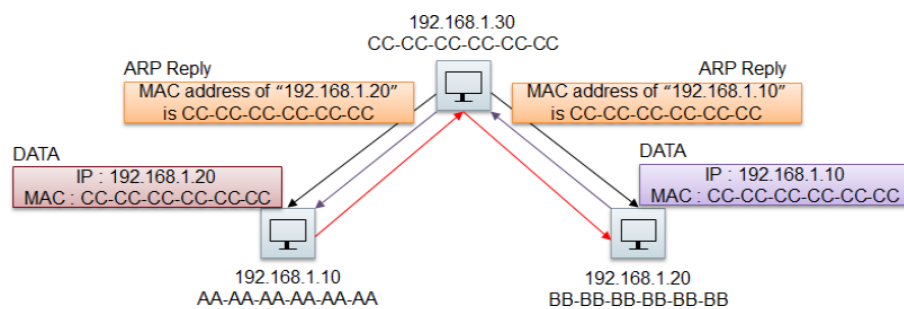 192.168.1.30
CC-CC-CC-CC-CC-CC
ARP Reply
MAC address of “192.168.1.20”
is CC-CC-CC-CC-CC-CC
ARP Reply
MAC address of “192.168.1.10”
is CC-CC-CC-CC-CC-CC
DATA
IP : 192.168.1.20
MAC : CC-CC-CC-CC-CC-CC
DATA
IP : 192.168.1.10
MAC : CC-CC-CC-CC-CC-CC
192.168.1.10
AA-AA-AA-AA-AA-AA
192.168.1.20
BB-BB-BB-BB-BB-BB